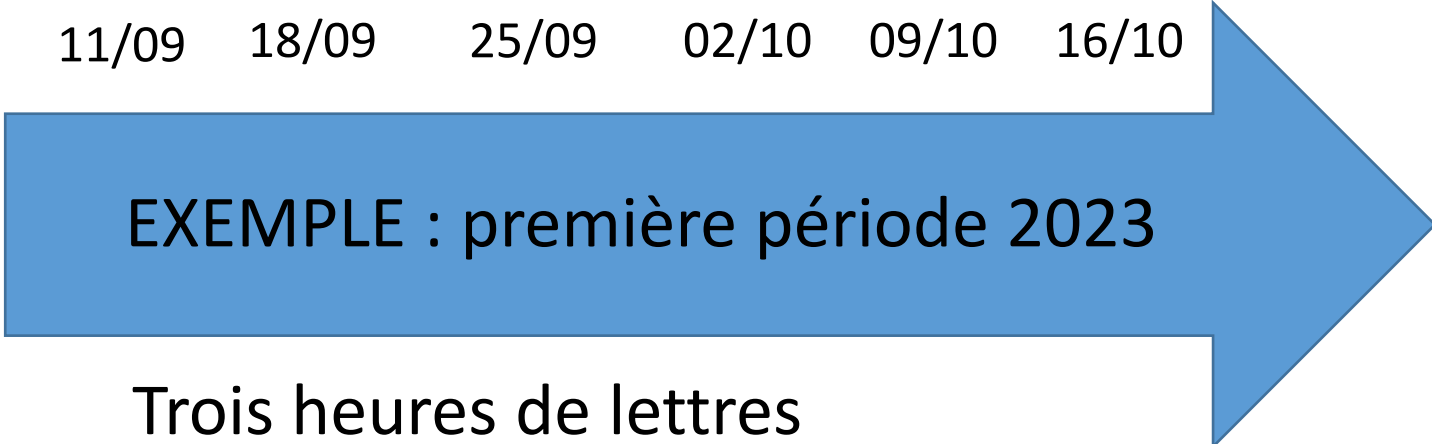 11/09 18/09 25/09 02/10 09/10 16/10
EXEMPLE : première période 2023
Trois heures de lettres